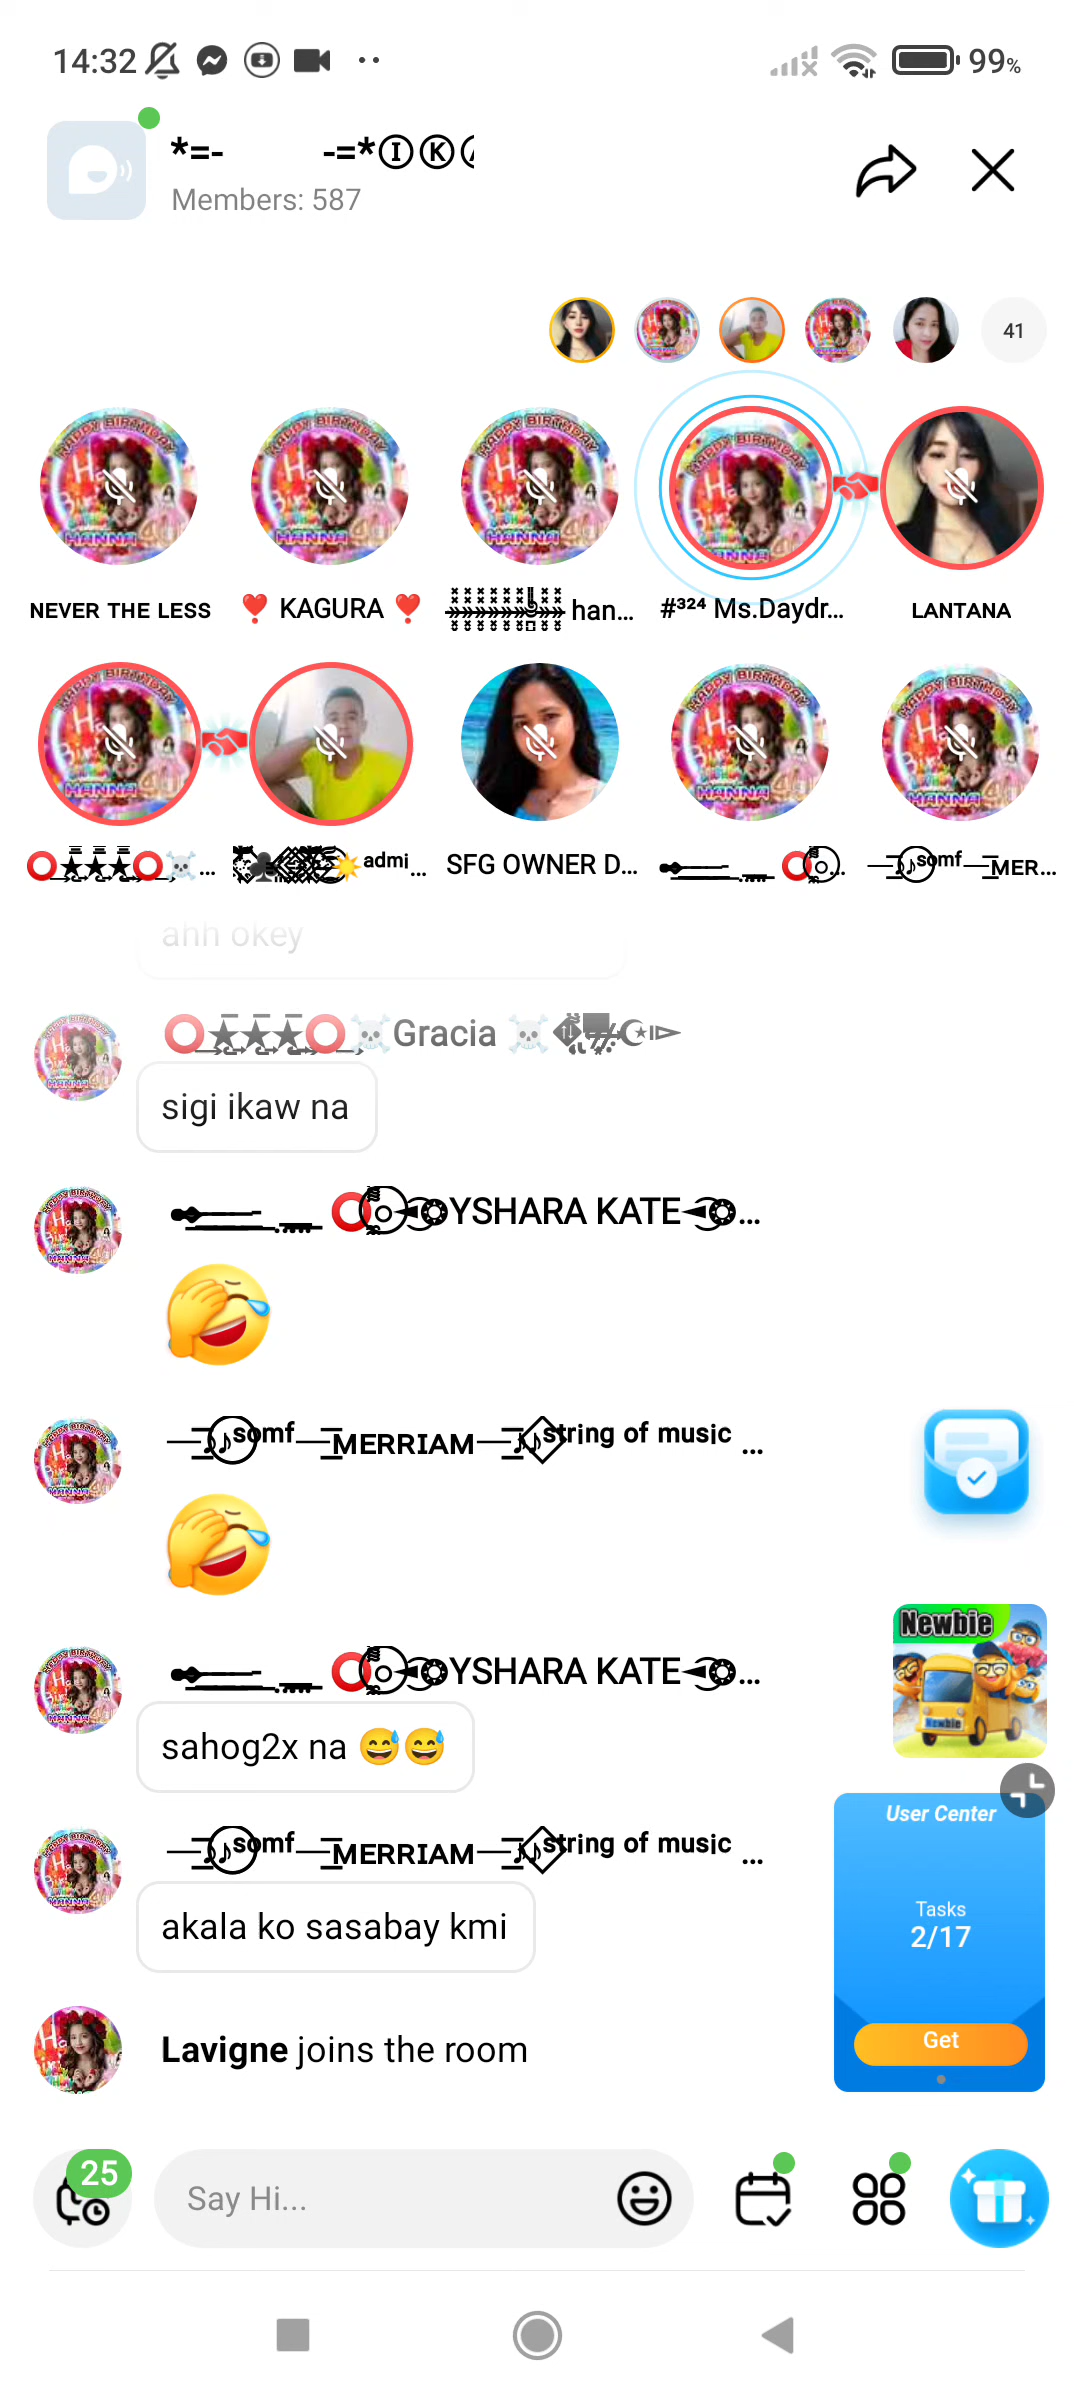 14:32
99%
*=- -=*ⒾⓀ
Members: 587
41
NEVER THE LESS
❣️ KAGURA ❣️
han...
#³²⁴ Ms.Daydr...
LANTANA
⭕★★★⭕☠️...
♣☀️ᵃᵈᵐⁱ...
SFG OWNER D...
⭕...
ˢᵒᵐᶠ MER...
ahh okey
⭕★★★⭕☠️Gracia ☠️
sigi ikaw na
⭕YSHARA KATE...
🤣
♪ˢᵒᵐᶠ MERRIAM ♪ˢᵗʳⁱⁿᵍ ᵒᶠ ᵐᵘˢⁱᶜ ...
⭕YSHARA KATE...
sahog2x na 😅😅
♪ˢᵒᵐᶠ MERRIAM ♪ˢᵗʳⁱⁿᵍ ᵒᶠ ᵐᵘˢⁱᶜ ...
akala ko sasabay kmi
Lavigne joins the room
Newbie
User Center
Tasks
2/17
Get
25
Say Hi...